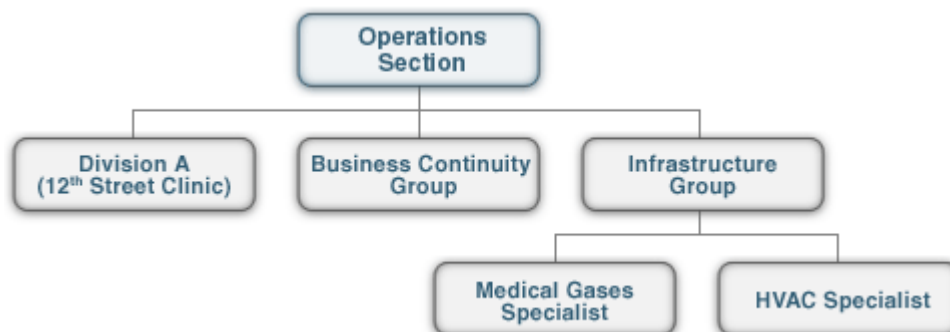 Operations
Section
Division A
(12th Street Clinic)
Business Continuity
Group
Infrastructure
Group
Medical Gases
Specialist
HVAC Specialist